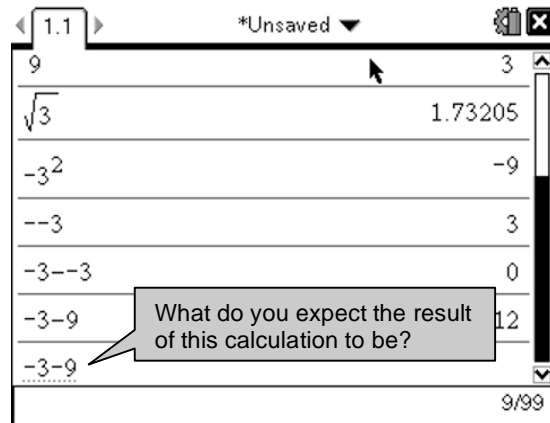 1.1 *Unsaved
9 3
√3 1.73205
-3² -9
--3 3
-3--3 0
-3-9 12
What do you expect the result
of this calculation to be?
-3-9
9/99